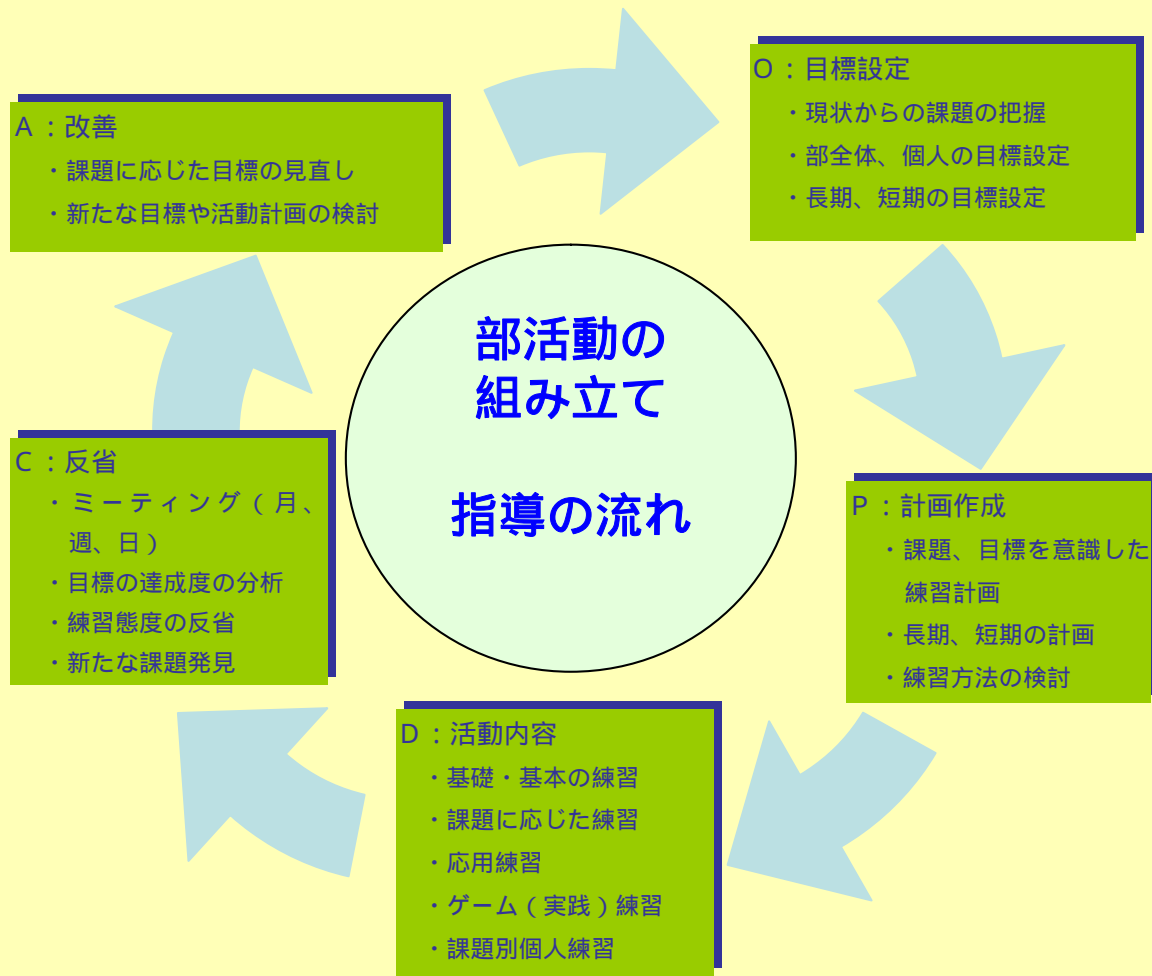 部活動の
組み立て
指導の流れ
O：目標設定
・現状からの課題の把握
・部全体、個人の目標設定
・長期、短期の目標設定
P：計画作成
・課題、目標を意識した
練習計画
・長期、短期の計画
・練習方法の検討
D：活動内容
・基礎・基本の練習
・課題に応じた練習
・応用練習
・ゲーム（実践）練習
・課題別個人練習
C：反省
・ミーティング（月、
週、日）
・目標の達成度の分析
・練習態度の反省
・新たな課題発見
A：改善
・課題に応じた目標の見直し
・新たな目標や活動計画の検討